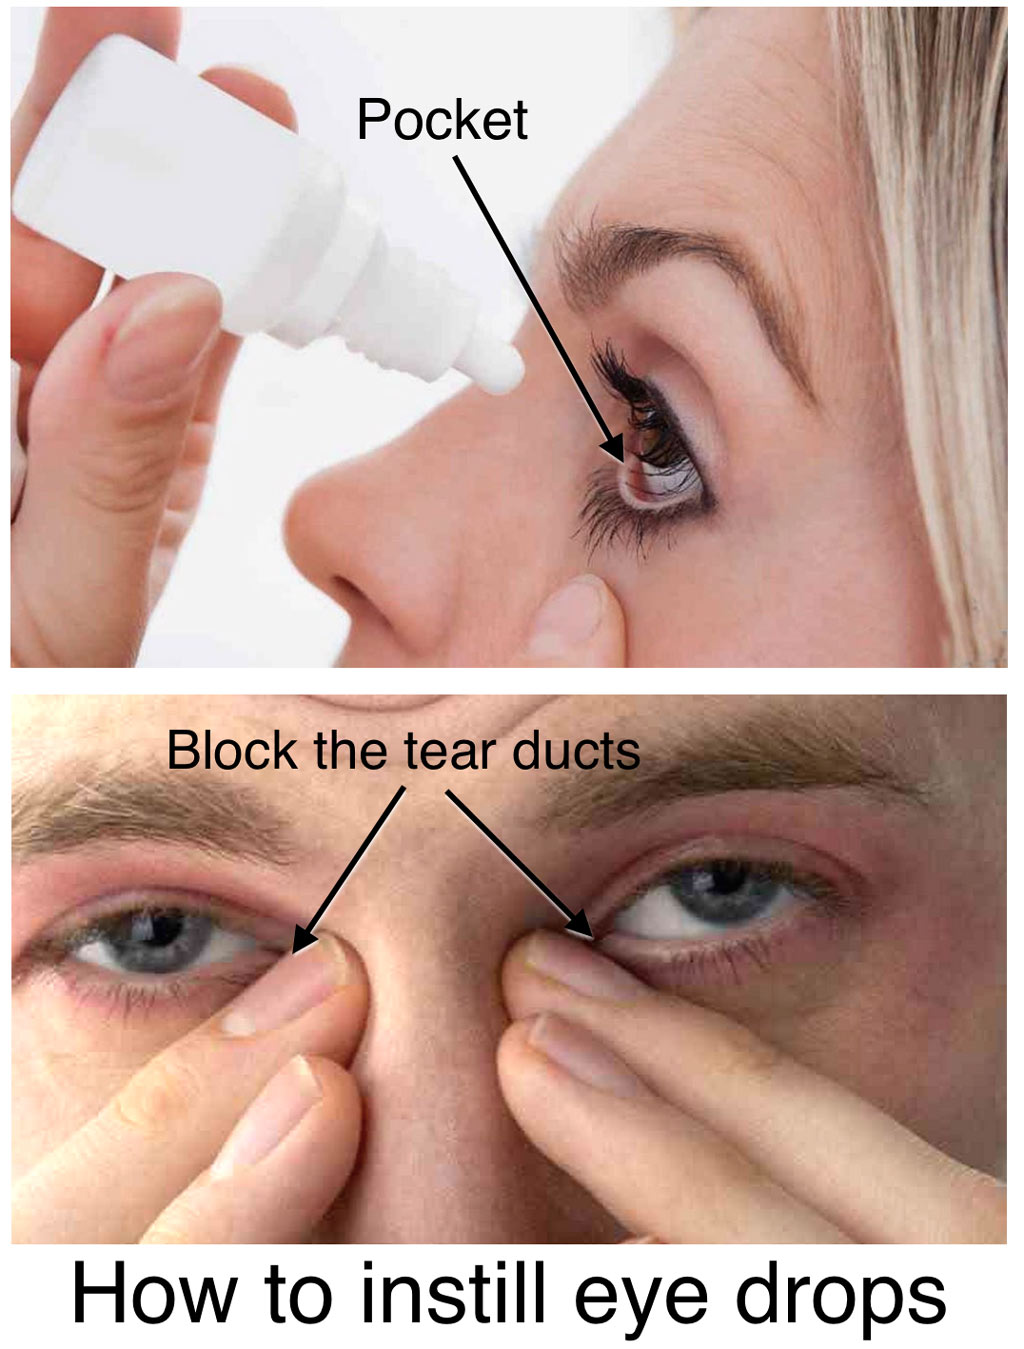 Pocket
Block the tear ducts
How to instill eye drops